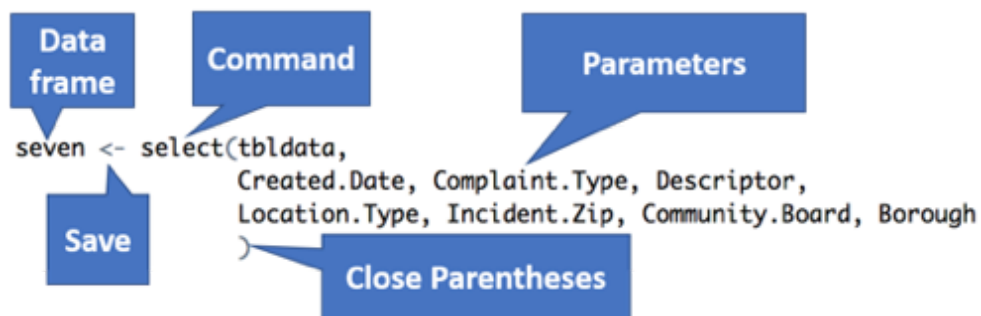 Data
frame
Command
Parameters
seven <- select(tbldata,
Created.Date, Complaint.Type, Descriptor,
Location.Type, Incident.Zip, Community.Board, Borough
)
Save
Close Parentheses